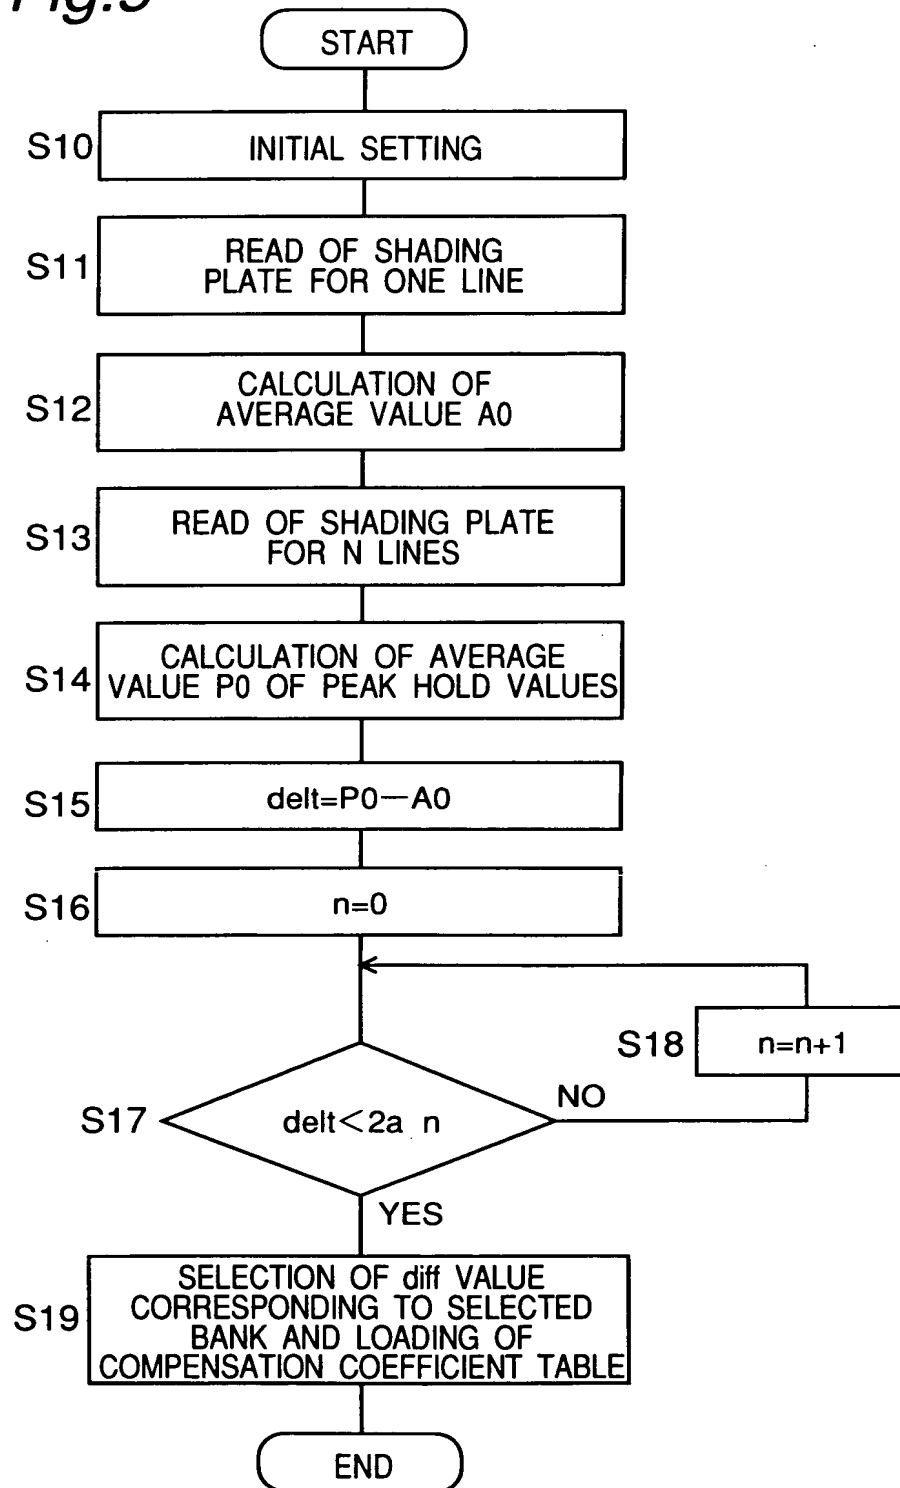 Fig.9
START
S10
INITIAL SETTING
S11
READ OF SHADING
PLATE FOR ONE LINE
S12
CALCULATION OF
AVERAGE VALUE A0
S13
READ OF SHADING PLATE
FOR N LINES
S14
CALCULATION OF AVERAGE
VALUE P0 OF PEAK HOLD VALUES
S15
delt=P0—A0
S16
n=0
S18
n=n+1
S17
delt<2a n
NO
YES
S19
SELECTION OF diff VALUE
CORRESPONDING TO SELECTED
BANK AND LOADING OF
COMPENSATION COEFFICIENT TABLE
END